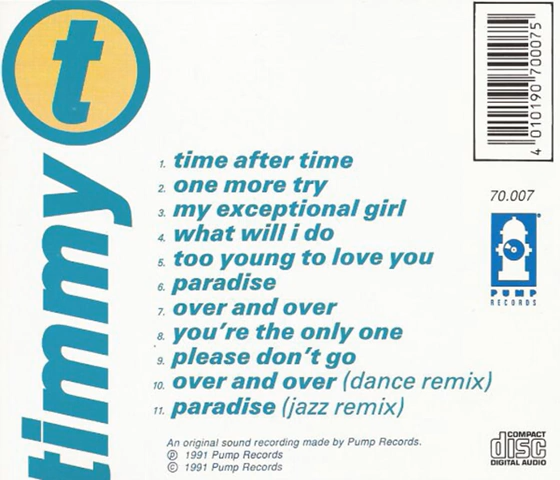 t
timmy
1. time after time
2. one more try
3. my exceptional girl
4. what will i do
5. too young to love you
6. paradise
7. over and over
8. you're the only one
9. please don't go
10. over and over (dance remix)
11. paradise (jazz remix)
An original sound recording made by Pump Records.
℗ 1991 Pump Records
© 1991 Pump Records
4 010190 700075
70.007
PUMP
RECORDS
COMPACT
disc
DIGITAL AUDIO